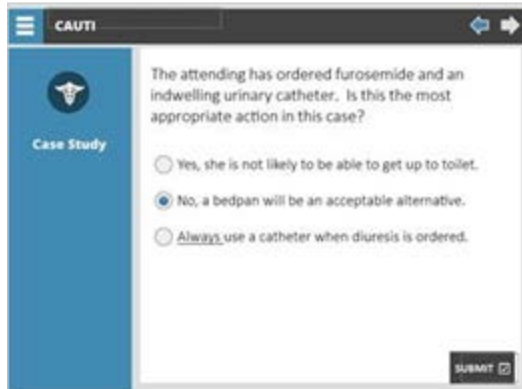 CAUTI
Case Study
The attending has ordered furosemide and an
indwelling urinary catheter. Is this the most
appropriate action in this case?
Yes, she is not likely to be able to get up to toilet.
No, a bedpan will be an acceptable alternative.
Always use a catheter when diuresis is ordered.
SUBMIT